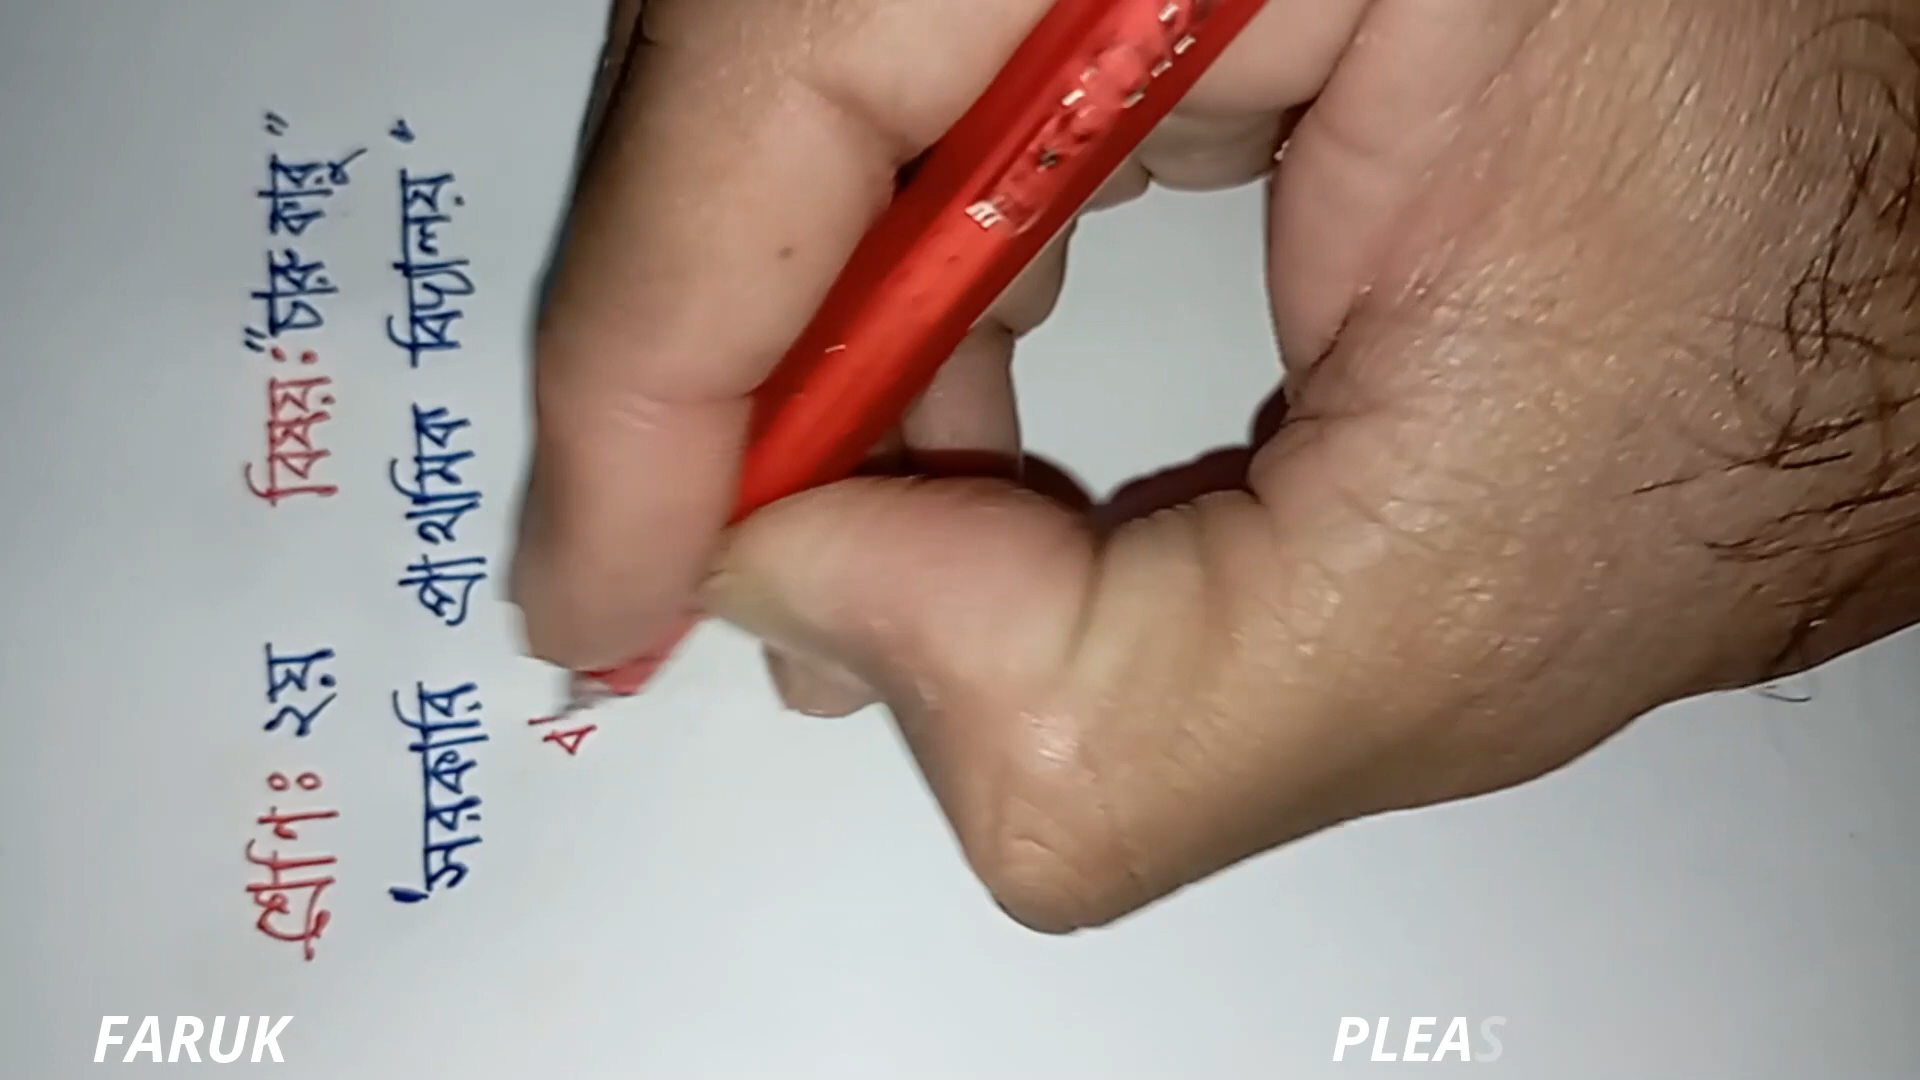 শ্রেণি ঃ ২য় বিষয় : "চারু কারু"
'সরকারি প্রাথমিক বিদ্যালয়"
ব
FARUK
PLEAS